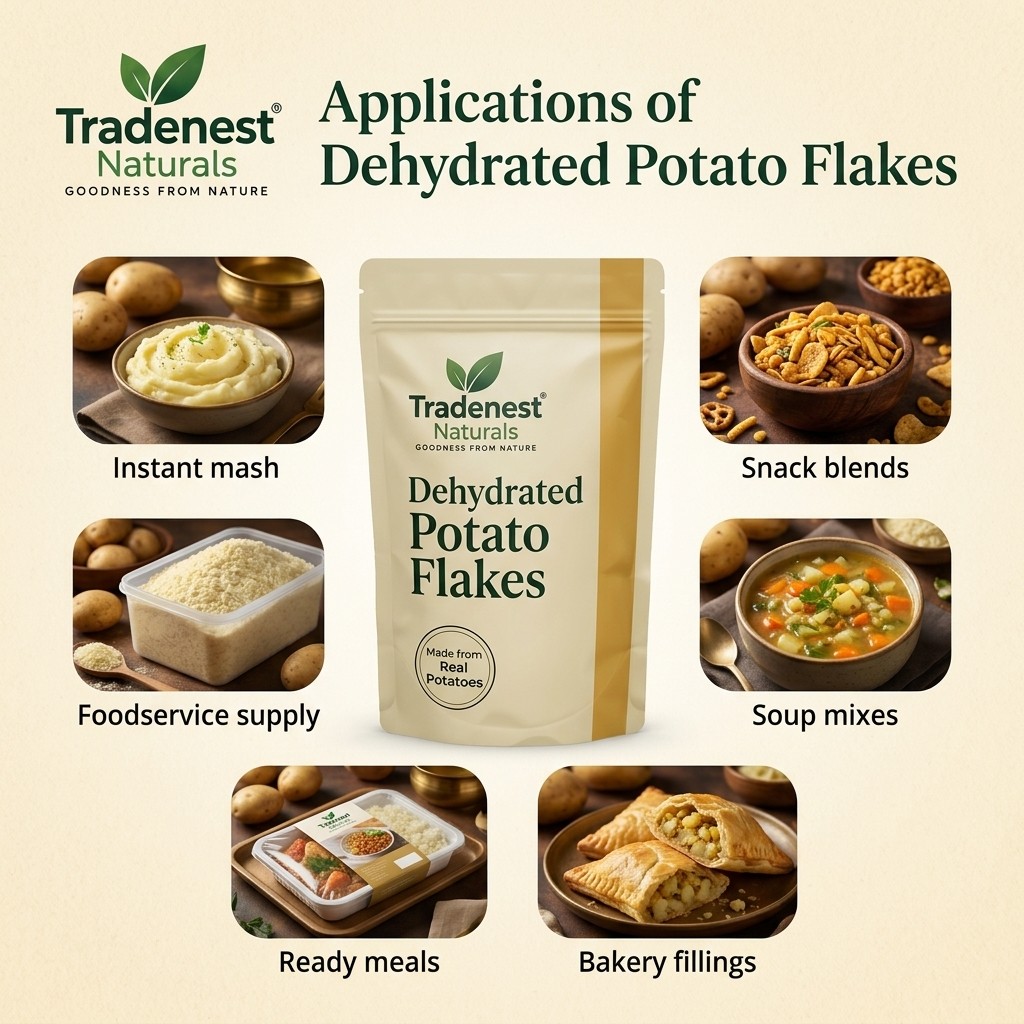 Tradenest®
Naturals
GOODNESS FROM NATURE
Applications of
Dehydrated Potato Flakes
Tradenest®
Naturals
GOODNESS FROM NATURE
Dehydrated
Potato
Flakes
Made from
Real
Potatoes
Instant mash
Snack blends
Foodservice supply
Soup mixes
Ready meals
Bakery fillings